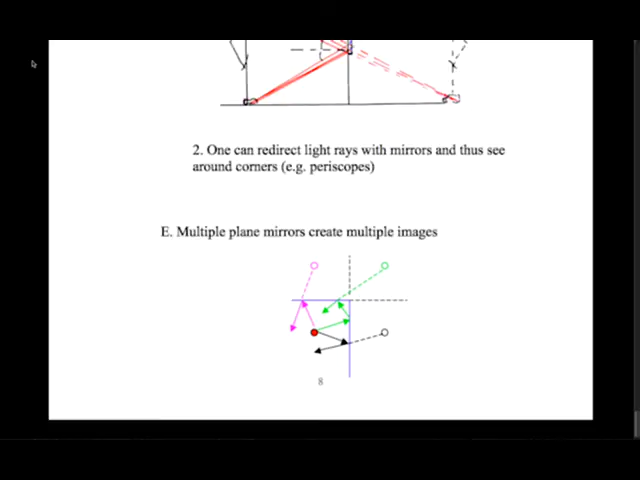 2. One can redirect light rays with mirrors and thus see
around corners (e.g. periscopes)
E. Multiple plane mirrors create multiple images
8